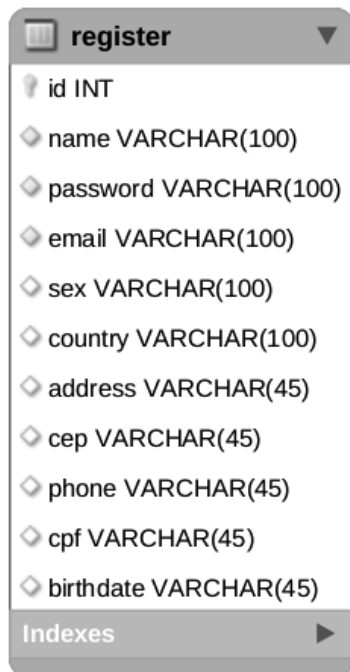 register
id INT
name VARCHAR(100)
password VARCHAR(100)
email VARCHAR(100)
sex VARCHAR(100)
country VARCHAR(100)
address VARCHAR(45)
cep VARCHAR(45)
phone VARCHAR(45)
cpf VARCHAR(45)
birthdate VARCHAR(45)
Indexes